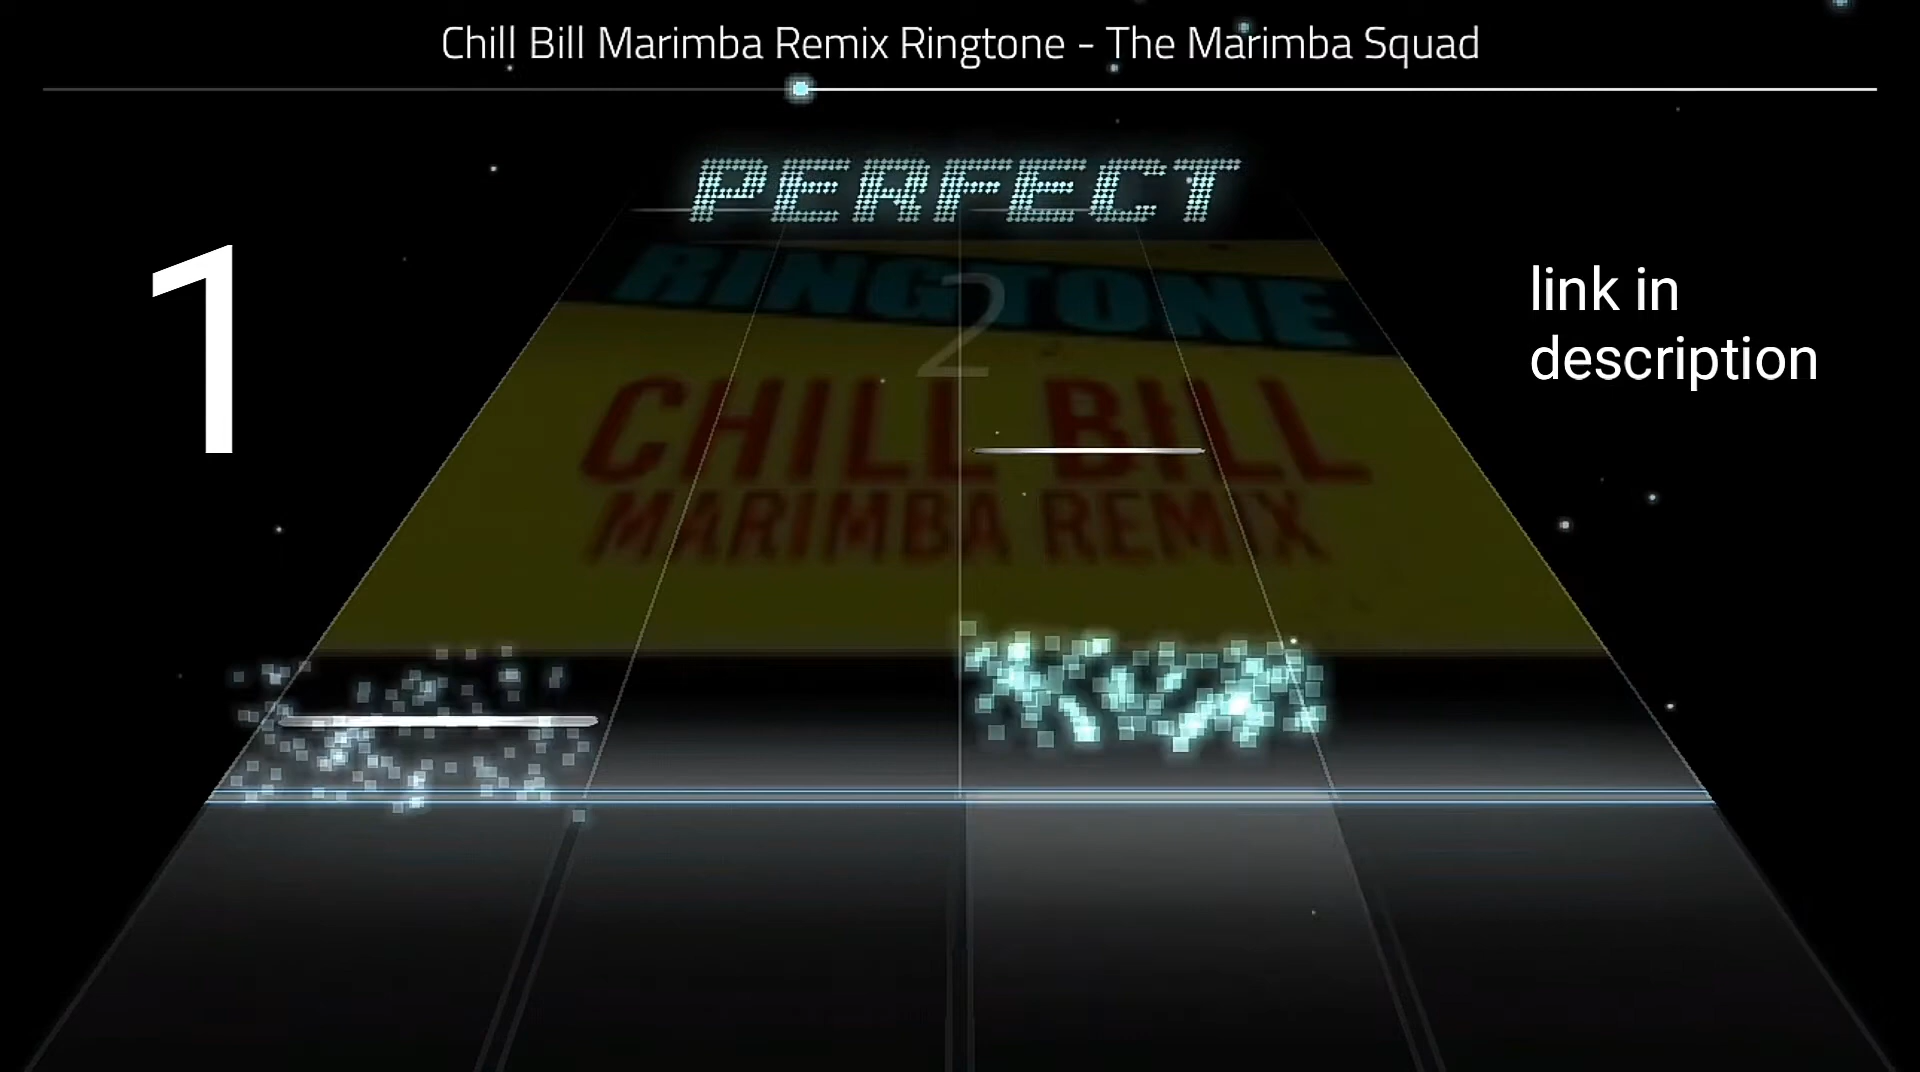 Chill Bill Marimba Remix Ringtone - The Marimba Squad
PERFECT
1
link in
description
RINGTONE
2
CHILL BILL
MARIMBA REMIX